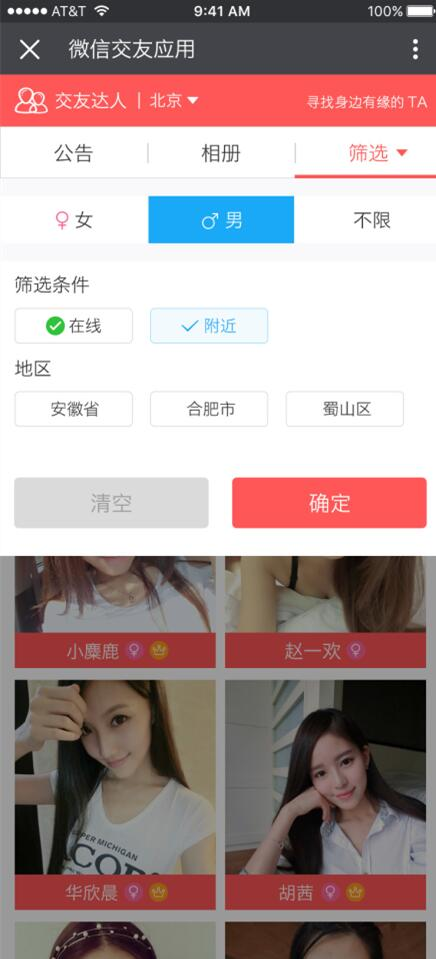 AT&T 9:41 AM 100%
微信交友应用
交友达人 | 北京 寻找身边有缘的 TA
公告 相册 筛选
女 男 不限
筛选条件
在线 附近
地区
安徽省 合肥市 蜀山区
清空 确定
小麋鹿 赵一欢
SUPER MICHIGAN
华欣晨 胡茜